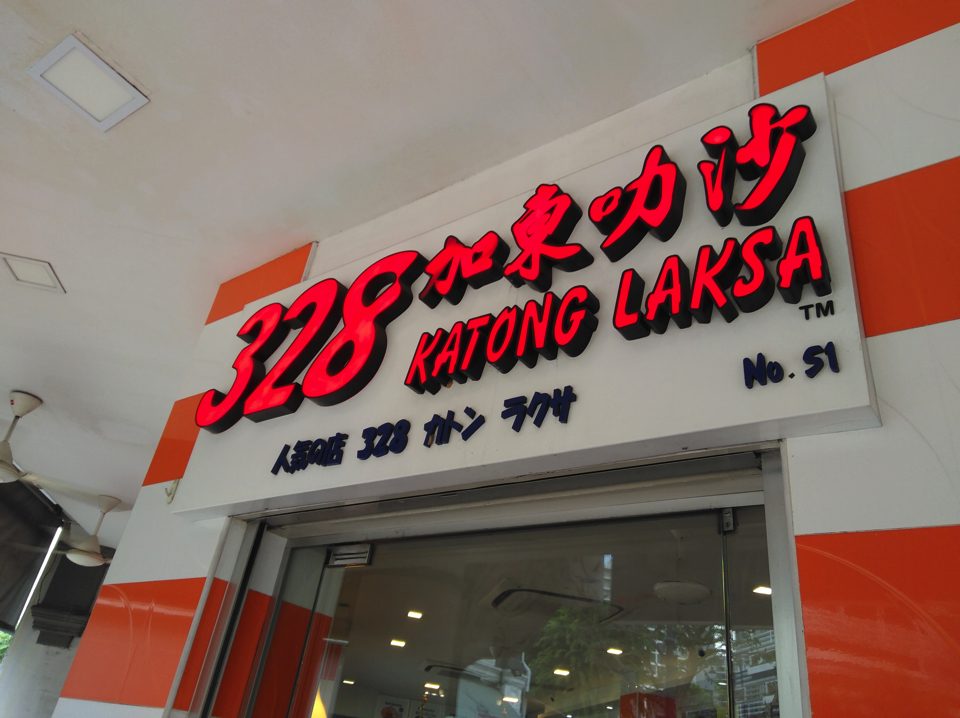 328 加東叻沙
KATONG LAKSA
TM
No. 51
人気の店 328 カトン ラクサ